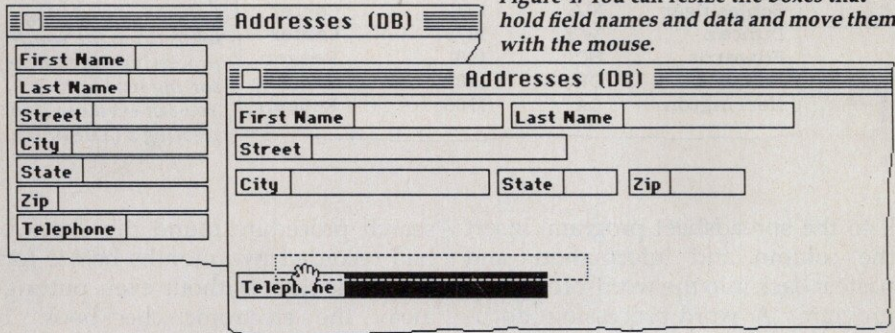 Figure 4. You can resize the boxes that
hold field names and data and move them
with the mouse.
Addresses (DB)
First Name
Last Name
Street
City
State
Zip
Telephone
Addresses (DB)
First Name Last Name
Street
City State Zip
Telephone